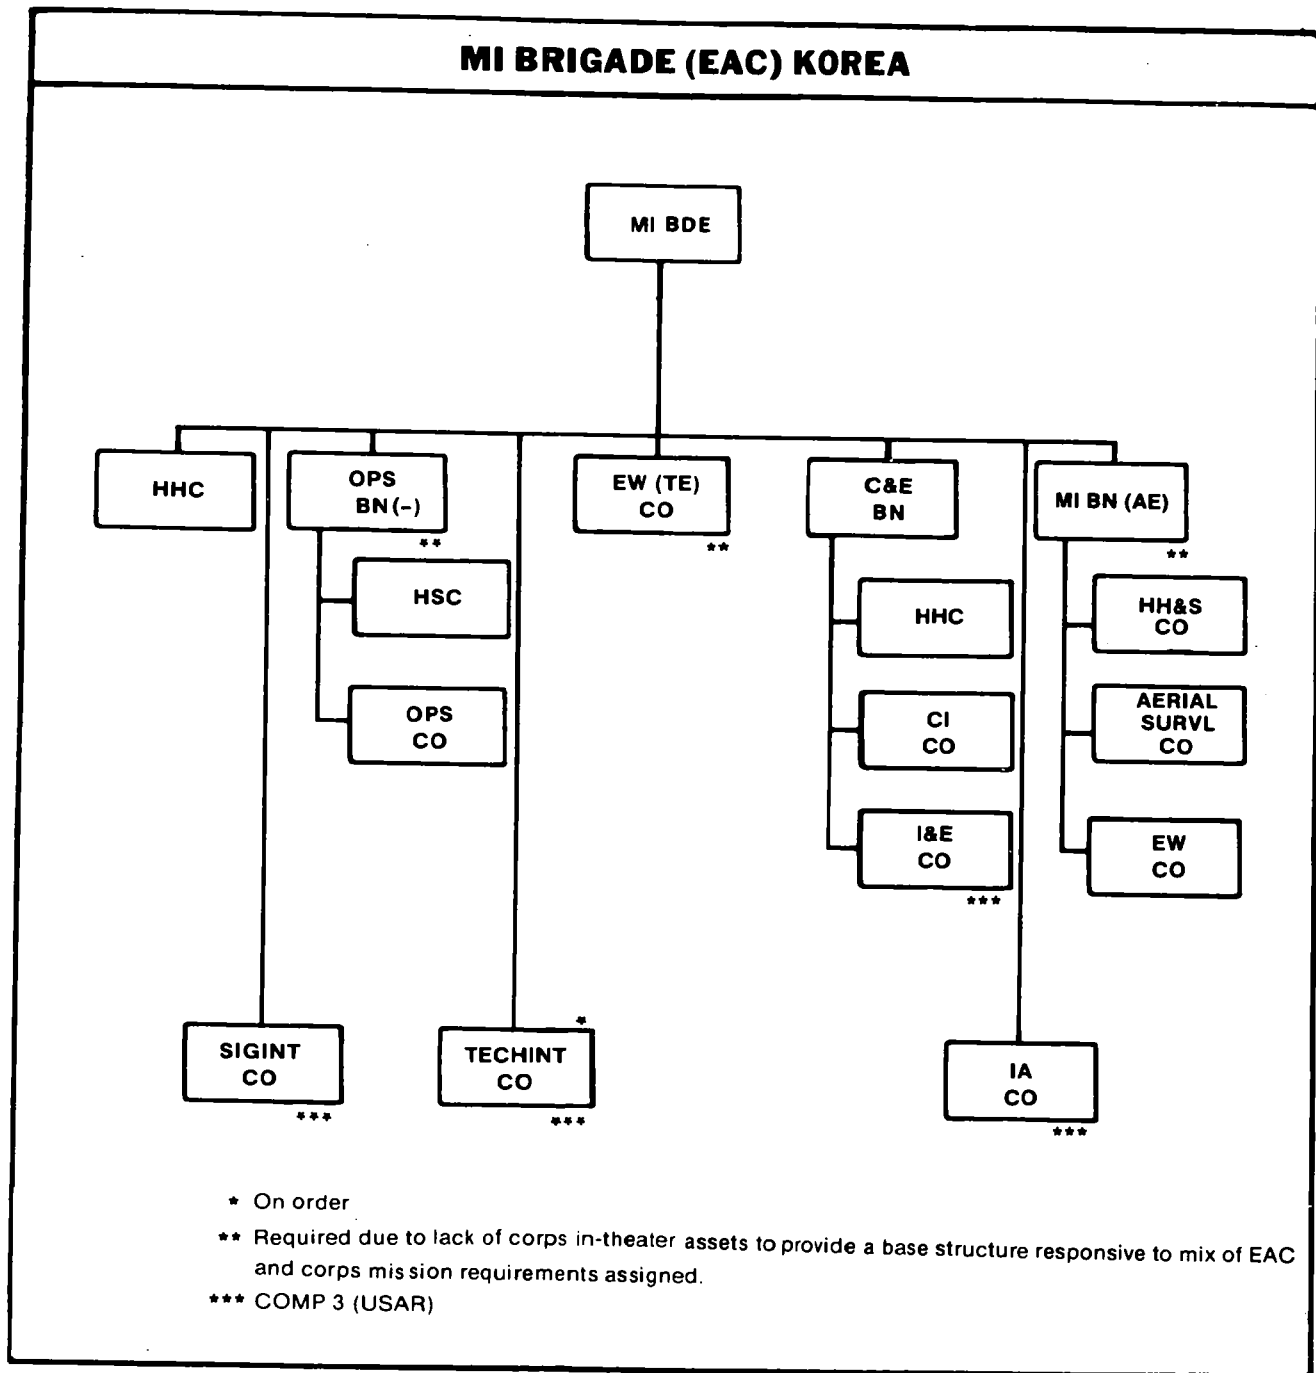 MI BRIGADE (EAC) KOREA
MI BDE
HHC
OPS
BN (-)
**
HSC
OPS
CO
EW (TE)
CO
**
C&E
BN
HHC
CI
CO
I&E
CO
***
MI BN (AE)
**
HH&S
CO
AERIAL
SURVL
CO
EW
CO
SIGINT
CO
***
*
TECHINT
CO
***
IA
CO
***
* On order
** Required due to lack of corps in-theater assets to provide a base structure responsive to mix of EAC
and corps mission requirements assigned.
*** COMP 3 (USAR)